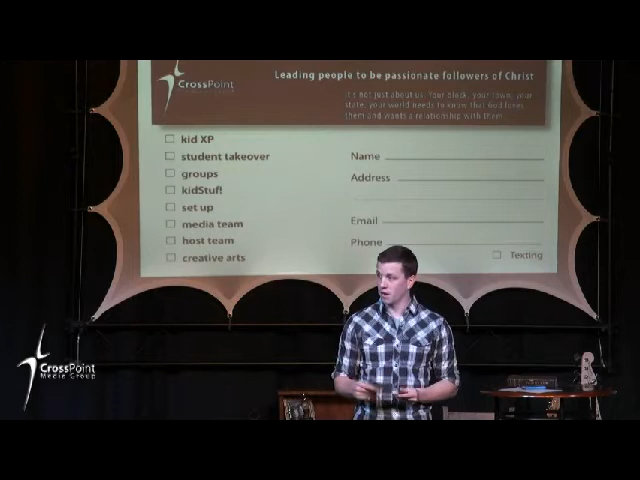 CrossPoint
Leading people to be passionate followers of Christ
It's not just about us. Your block, your town, your
state, your world needs to know that God loves
them and wants a relationship with them.
kid XP
student takeover
groups
kidStuf!
set up
media team
host team
creative arts
Name
Address
Email
Phone
Texting
CrossPoint
Media Group